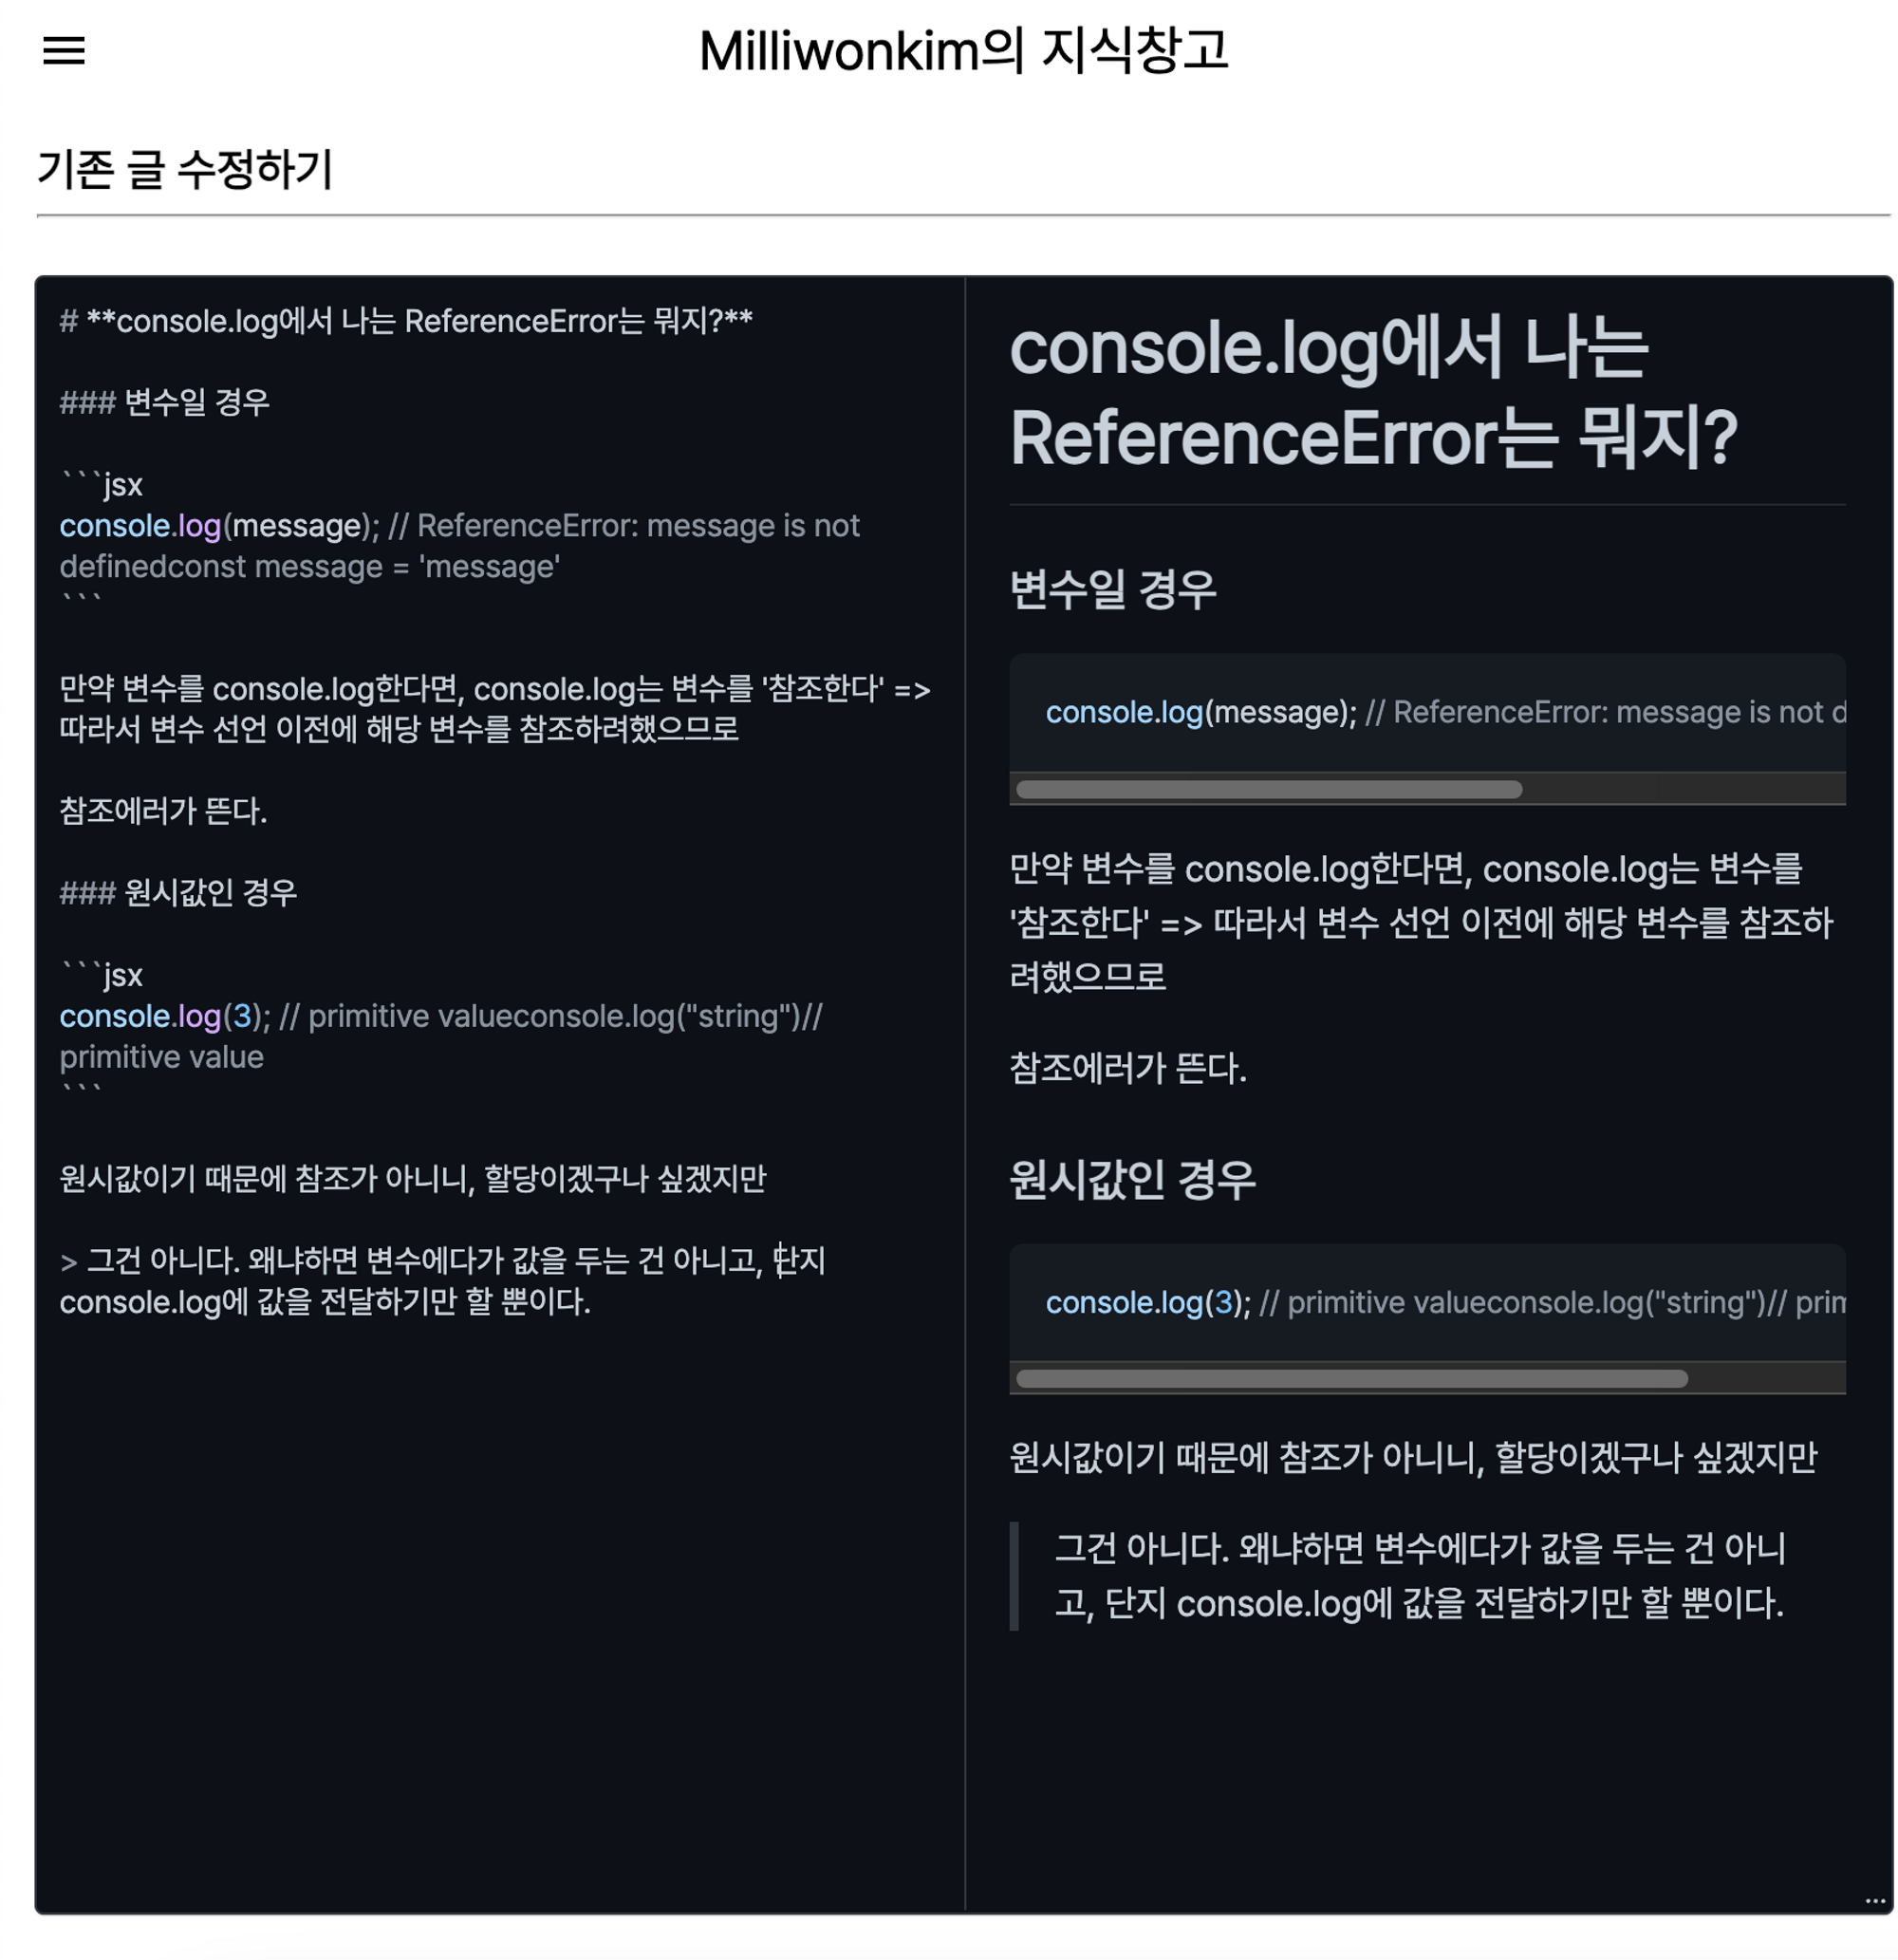 Milliwonkim의 지식창고
기존 글 수정하기
# **console.log에서 나는 ReferenceError는 뭐지?**
### 변수일 경우
```jsx
console.log(message); // ReferenceError: message is not
definedconst message = 'message'
```
만약 변수를 console.log한다면, console.log는 변수를 '참조한다' =>
따라서 변수 선언 이전에 해당 변수를 참조하려했으므로
참조에러가 뜬다.
### 원시값인 경우
```jsx
console.log(3); // primitive valueconsole.log("string")//
primitive value
```
원시값이기 때문에 참조가 아니니, 할당이겠구나 싶겠지만
> 그건 아니다. 왜냐하면 변수에다가 값을 두는 건 아니고, 단지
console.log에 값을 전달하기만 할 뿐이다.
console.log에서 나는
ReferenceError는 뭐지?
변수일 경우
console.log(message); // ReferenceError: message is not d
만약 변수를 console.log한다면, console.log는 변수를
'참조한다' => 따라서 변수 선언 이전에 해당 변수를 참조하
려했으므로
참조에러가 뜬다.
원시값인 경우
console.log(3); // primitive valueconsole.log("string")// prim
원시값이기 때문에 참조가 아니니, 할당이겠구나 싶겠지만
그건 아니다. 왜냐하면 변수에다가 값을 두는 건 아니
고, 단지 console.log에 값을 전달하기만 할 뿐이다.